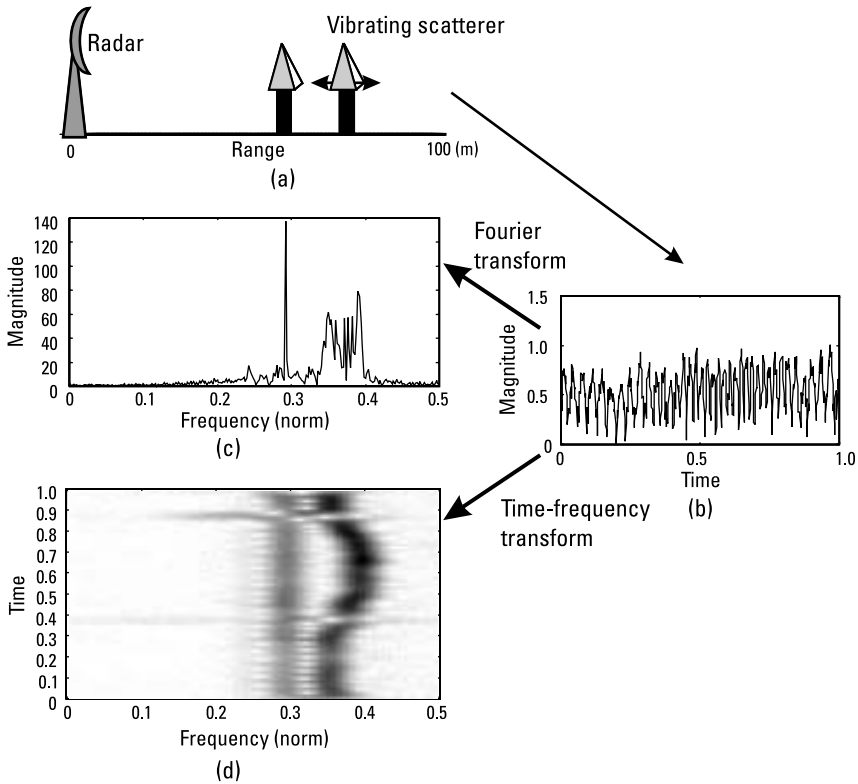 Radar
Vibrating scatterer
0
Range
100 (m)
(a)
Fourier
transform
140
120
100
80
60
40
20
0
Magnitude
0
0.1
0.2
0.3
0.4
0.5
Frequency (norm)
(c)
1.5
1.0
0.5
0
Magnitude
0
0.5
1.0
Time
(b)
Time-frequency
transform
1.0
0.9
0.8
0.7
0.6
0.5
0.4
0.3
0.2
0.1
0
Time
0
0.1
0.2
0.3
0.4
0.5
Frequency (norm)
(d)